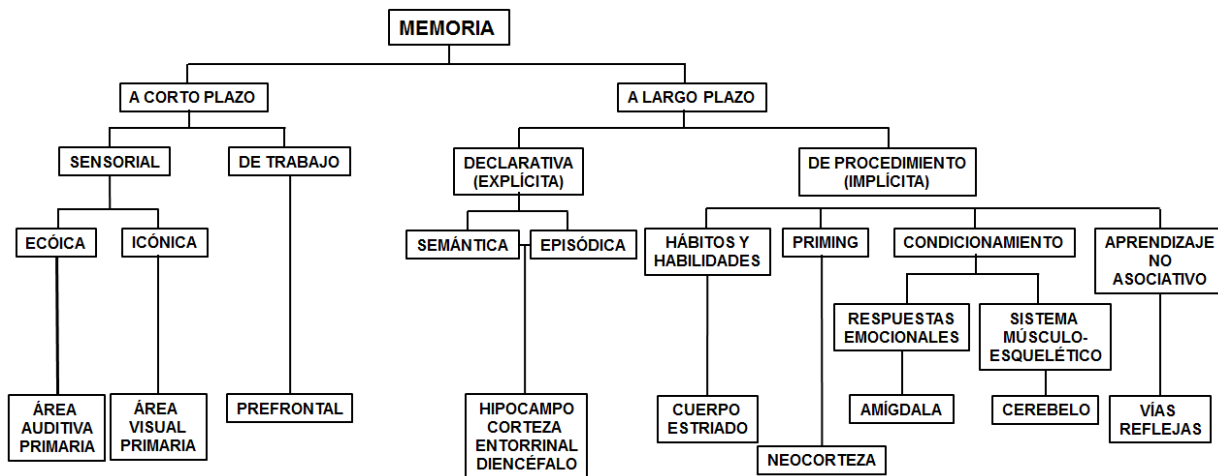 MEMORIA
A CORTO PLAZO
A LARGO PLAZO
SENSORIAL
DE TRABAJO
DECLARATIVA
(EXPLÍCITA)
DE PROCEDIMIENTO
(IMPLÍCITA)
ECÓICA
ICÓNICA
SEMÁNTICA
EPISÓDICA
HÁBITOS Y
HABILIDADES
PRIMING
CONDICIONAMIENTO
APRENDIZAJE
NO
ASOCIATIVO
RESPUESTAS
EMOCIONALES
SISTEMA
MÚSCULO-
ESQUELÉTICO
ÁREA
AUDITIVA
PRIMARIA
ÁREA
VISUAL
PRIMARIA
PREFRONTAL
HIPOCAMPO
CORTEZA
ENTORRINAL
DIENCÉFALO
CUERPO
ESTRIADO
NEOCORTEZA
AMÍGDALA
CEREBELO
VÍAS
REFLEJAS